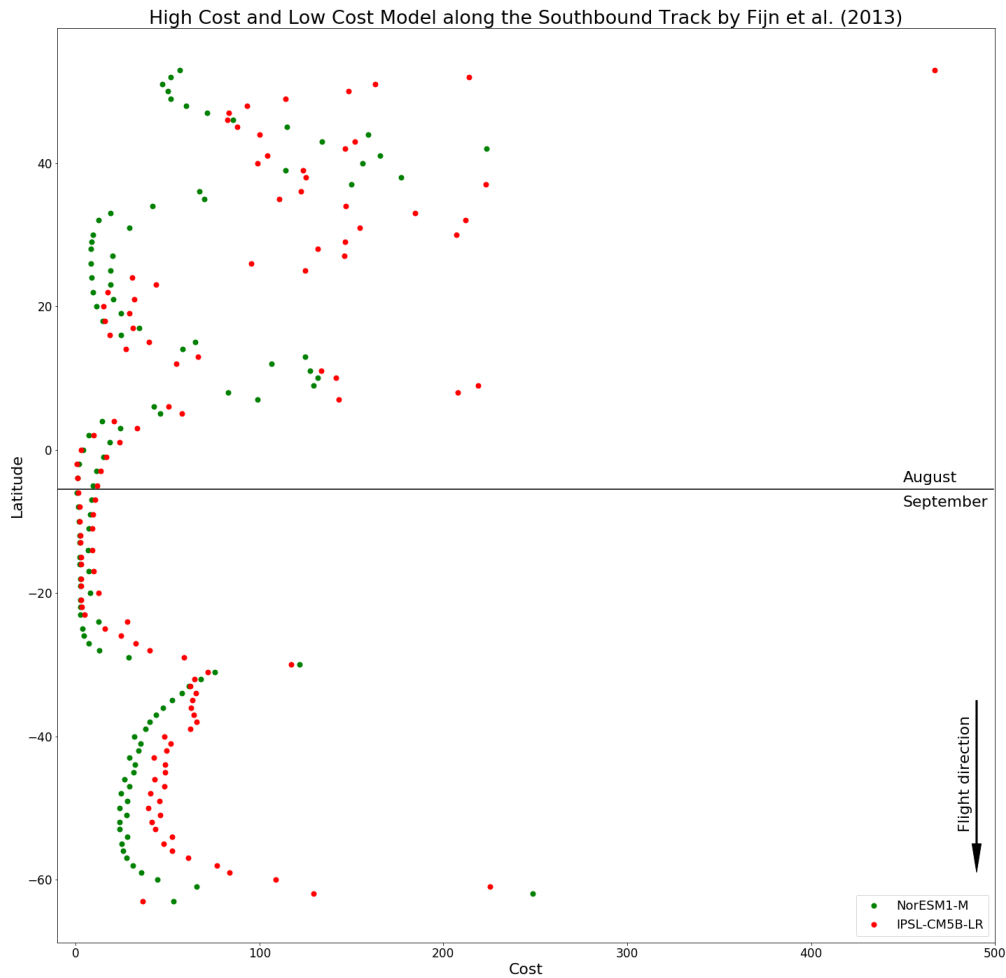 High Cost and Low Cost Model along the Southbound Track by Fijn et al. (2013)
40
20
0
−20
−40
−60
Latitude
August
September
Flight direction
NorESM1-M
IPSL-CM5B-LR
0 100 200 300 400 500
Cost